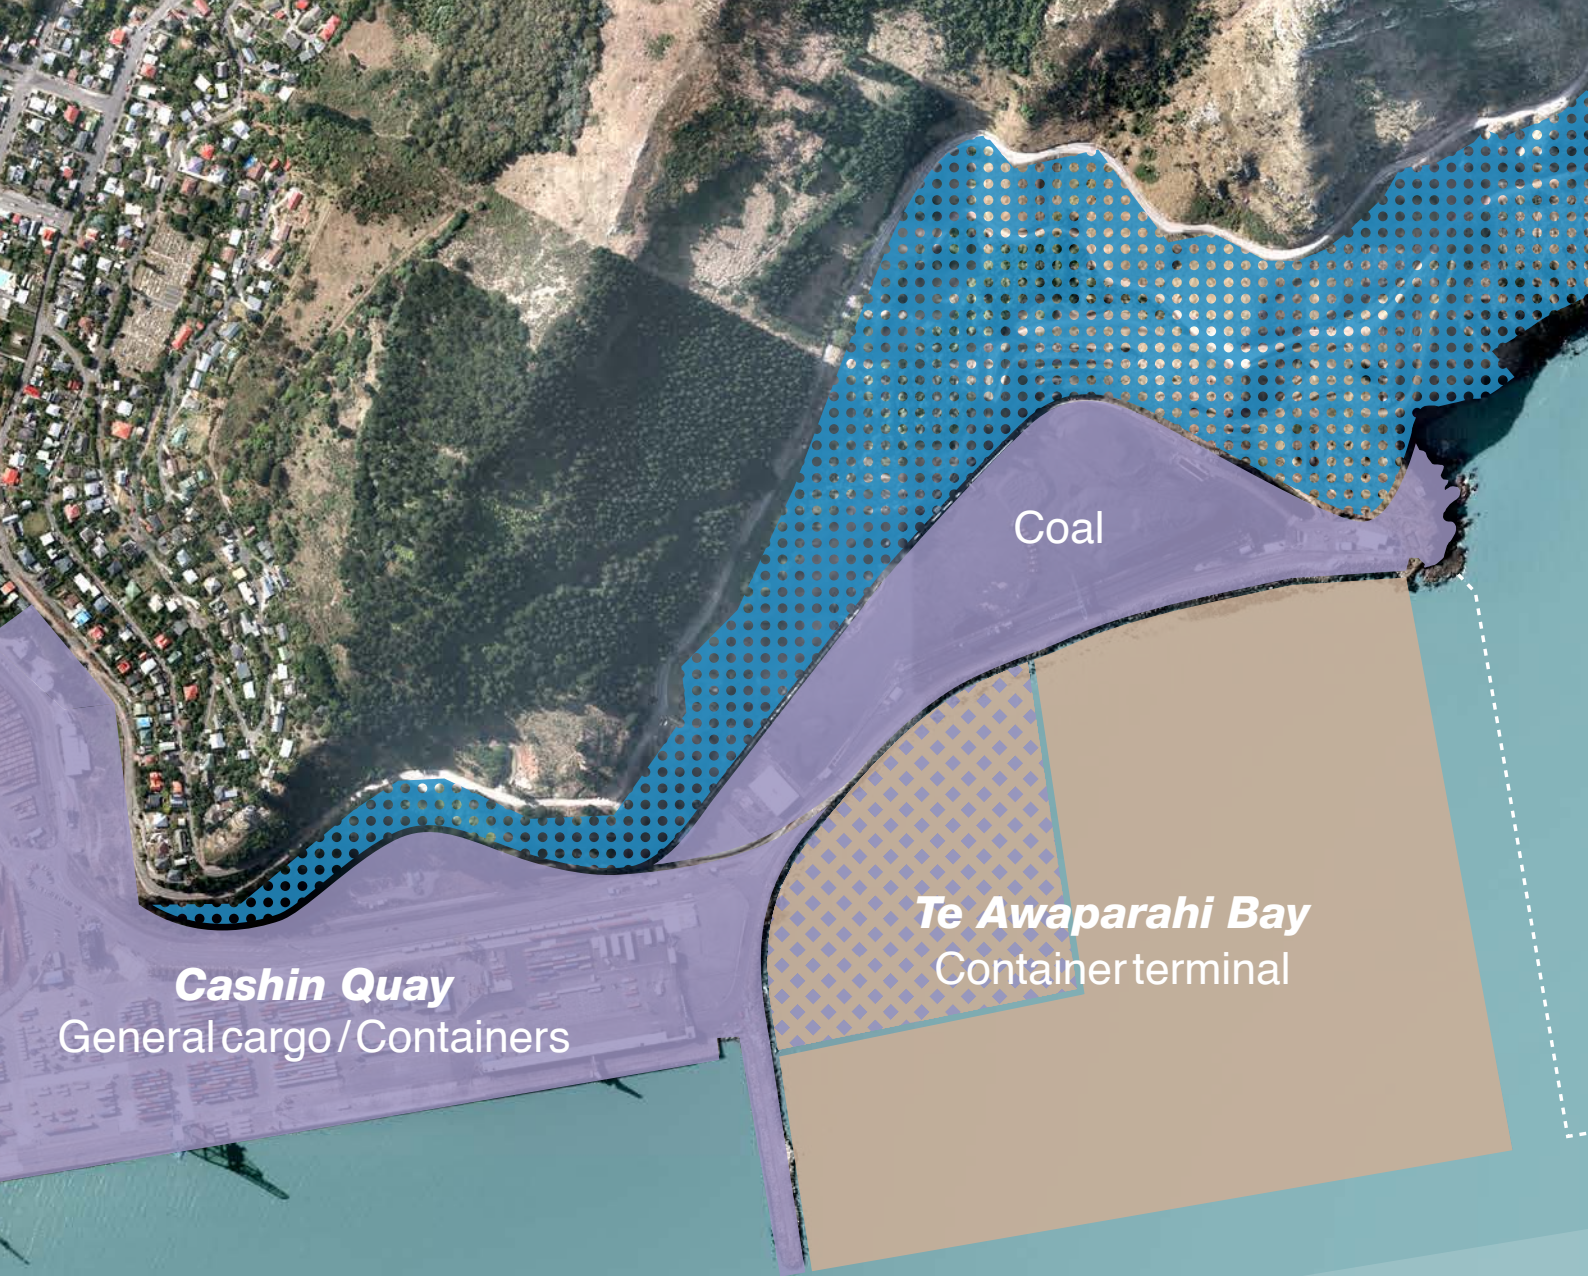 Coal
Te Awaparahi Bay
Container terminal
Cashin Quay
General cargo / Containers